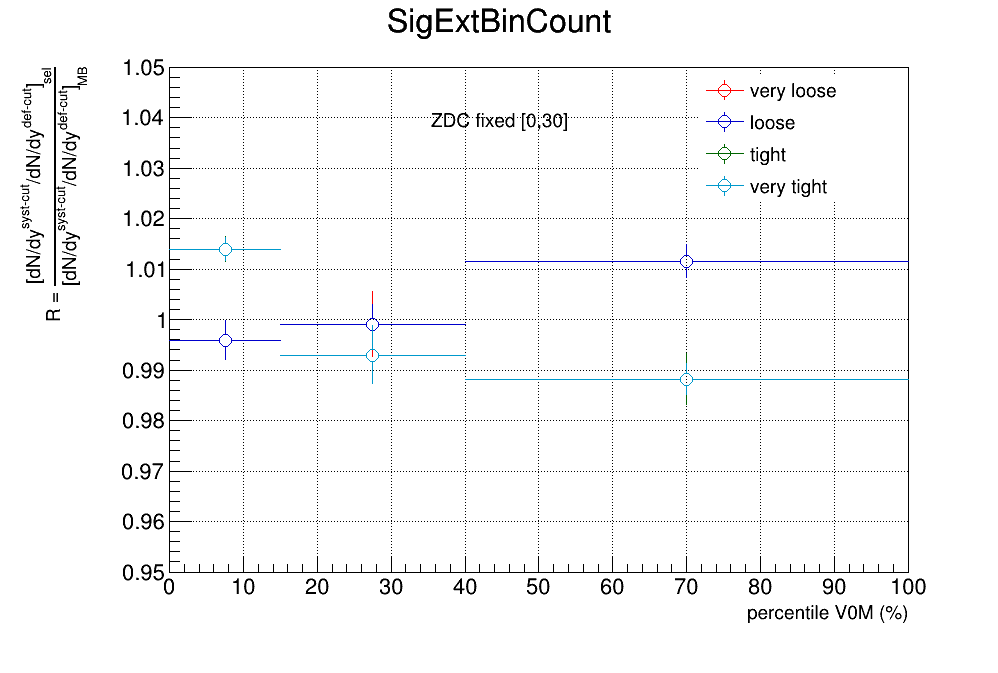 SigExtBinCount
R = [dN/dy^syst-cut/dN/dy^def-cut]_sel
[dN/dy^syst-cut/dN/dy^def-cut]_MB
1.05
1.04
1.03
1.02
1.01
1
0.99
0.98
0.97
0.96
0.95
ZDC fixed [0,30]
very loose
loose
tight
very tight
0 10 20 30 40 50 60 70 80 90 100
percentile V0M (%)